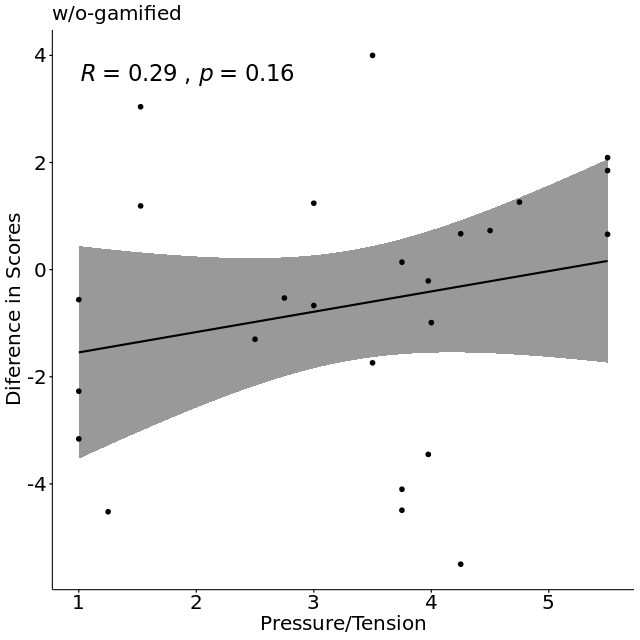 w/o-gamified
R = 0.29 , p = 0.16
4
2
0
-2
-4
Diference in Scores
1 2 3 4 5
Pressure/Tension